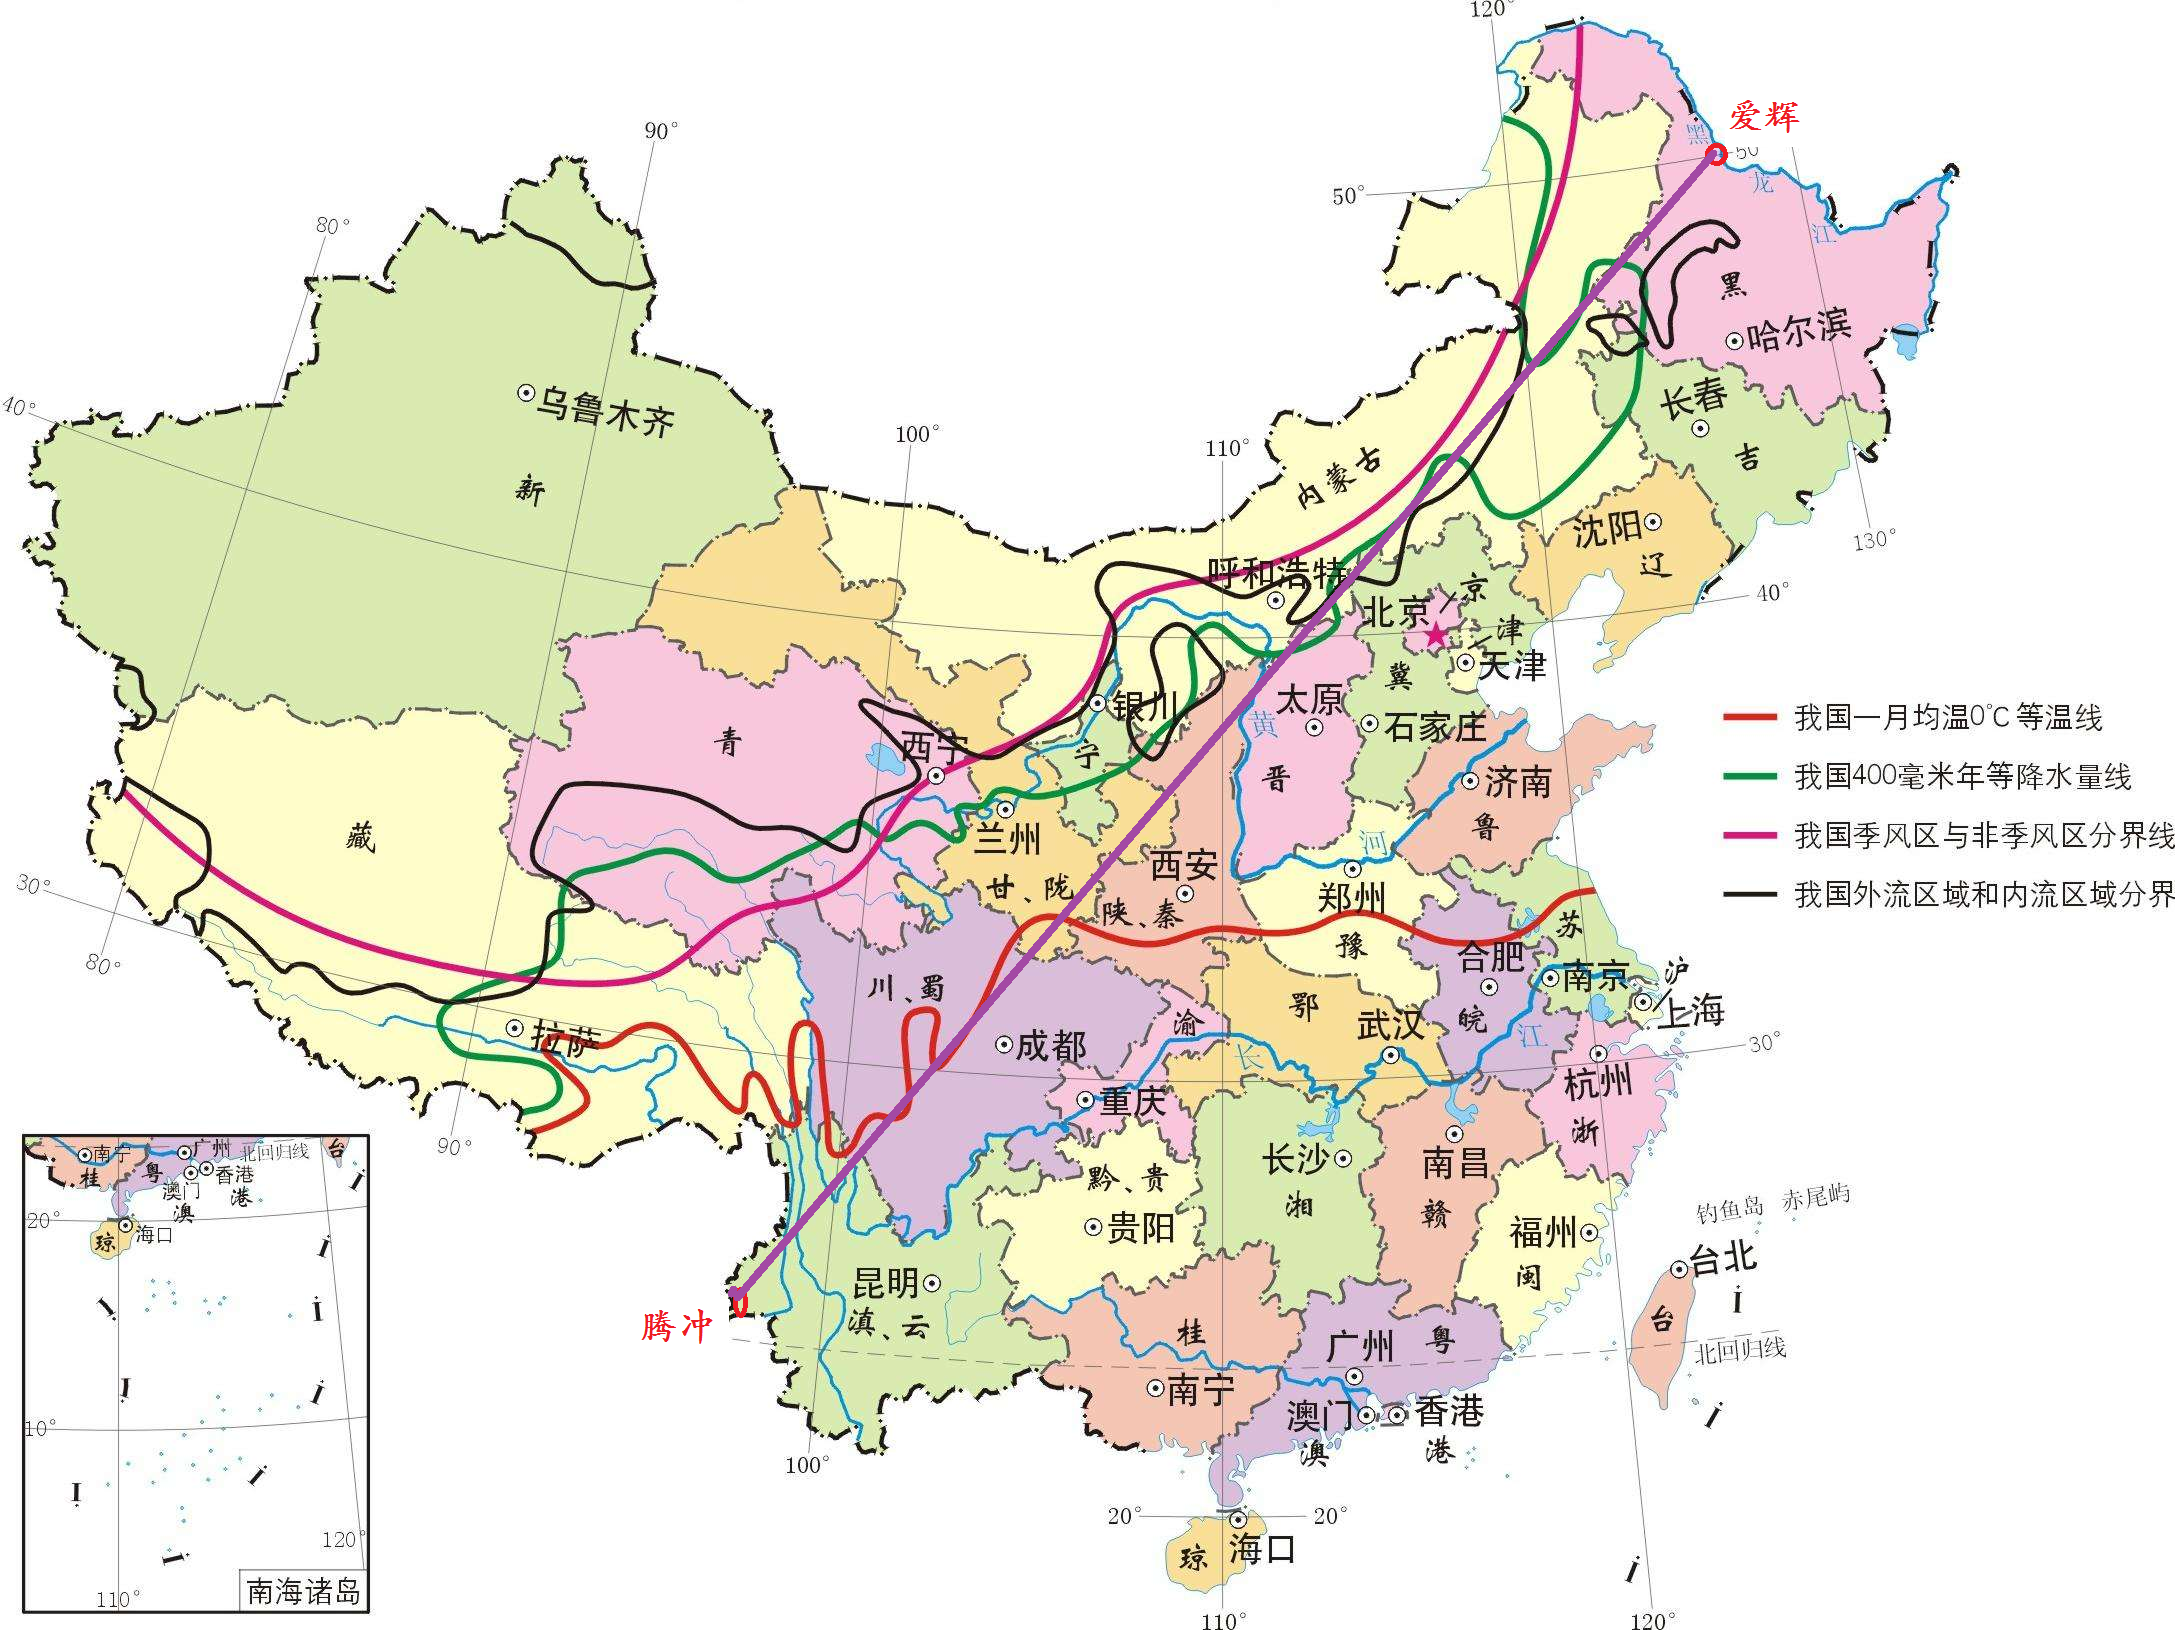 120°
90°
爱辉
黑
50°
50
龙
80°
江
黑
哈尔滨
乌鲁木齐
40°
长春
100°
110°
吉
内蒙古
新
沈阳
130°
辽
呼和浩特
京
40°
北京
津
天津
冀
银川
太原
黄
石家庄
我国一月均温0℃等温线
青
西宁
宁
晋
济南
我国400毫米年等降水量线
藏
兰州
鲁
我国季风区与非季风区分界线
河
西安
甘、陇
郑州
30°
陕、秦
我国外流区域和内流区域分界
苏
豫
合肥
80°
川、蜀
南京
沪
鄂
上海
渝
武汉
皖
江
拉萨
成都
长
30°
杭州
重庆
浙
90°
长沙
南昌
黔、贵
湘
赣
钓鱼岛
赤尾屿
贵阳
福州
台北
昆明
闽
腾冲
滇、云
桂
广州
粤
台
北回归线
南宁
澳门
香港
澳
港
100°
20°
20°
琼
海口
110°
120°
南宁
广州
北回归线
台
桂
粤
香港
澳门
港
澳
20°
琼
海口
10°
120°
110°
南海诸岛